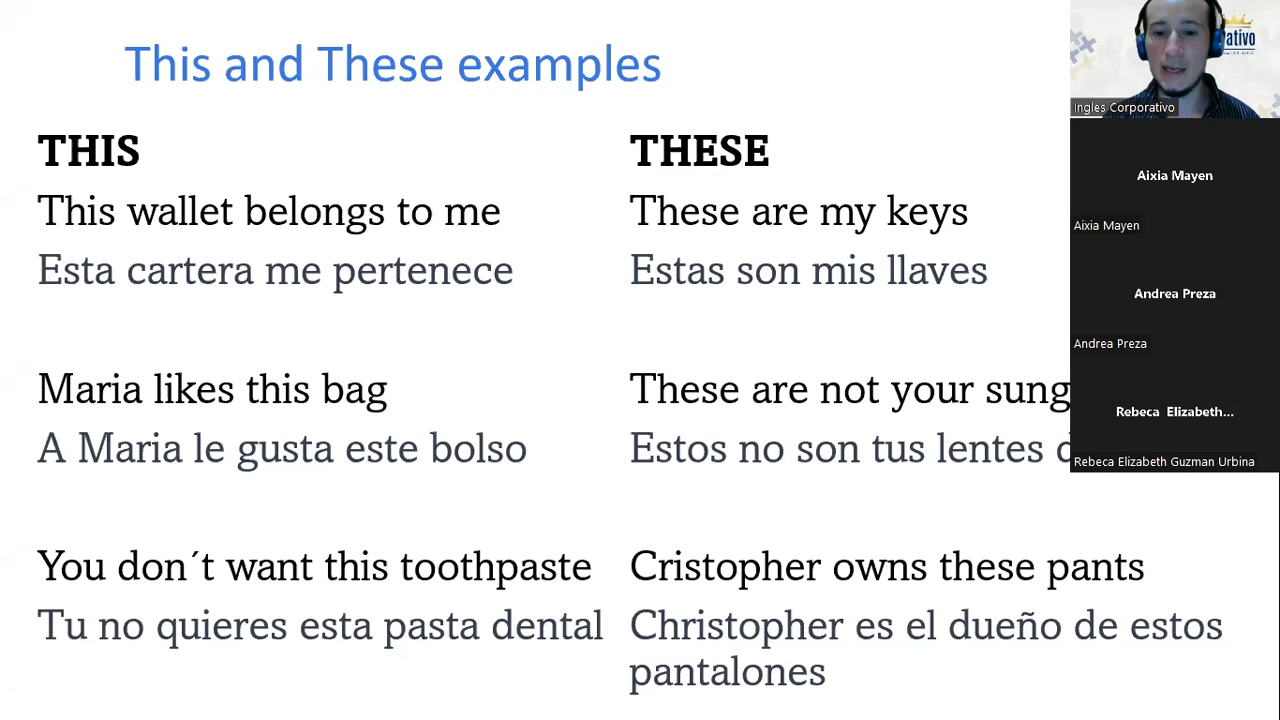 This and These examples
THIS
This wallet belongs to me
Esta cartera me pertenece
Maria likes this bag
A Maria le gusta este bolso
You don´t want this toothpaste
Tu no quieres esta pasta dental
THESE
These are my keys
Estas son mis llaves
These are not your
Estos no son tus lentes
Cristopher owns these pants
Christopher es el dueño de estos
pantalones
Ingles Corporativo
Aixia Mayen
Aixia Mayen
Andrea Preza
Andrea Preza
Rebeca Elizabeth...
Rebeca Elizabeth Guzman Urbina